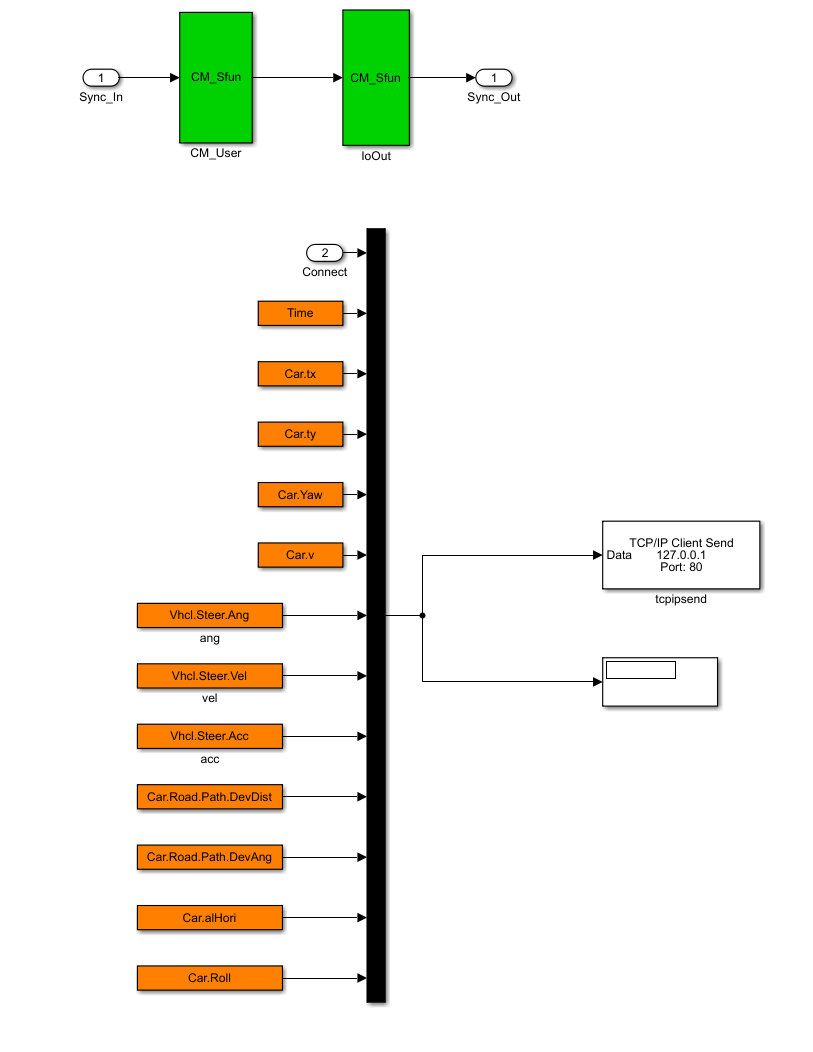 CM_Sfun
CM_Sfun
1
1
Sync_In
Sync_Out
CM_User
IoOut
2
Connect
Time
Car.tx
Car.ty
Car.Yaw
Car.v
TCP/IP Client Send
Data
127.0.0.1
Port: 80
tcpipsend
Vhcl.Steer.Ang
ang
Vhcl.Steer.Vel
vel
Vhcl.Steer.Acc
acc
Car.Road.Path.DevDist
Car.Road.Path.DevAng
Car.alHori
Car.Roll